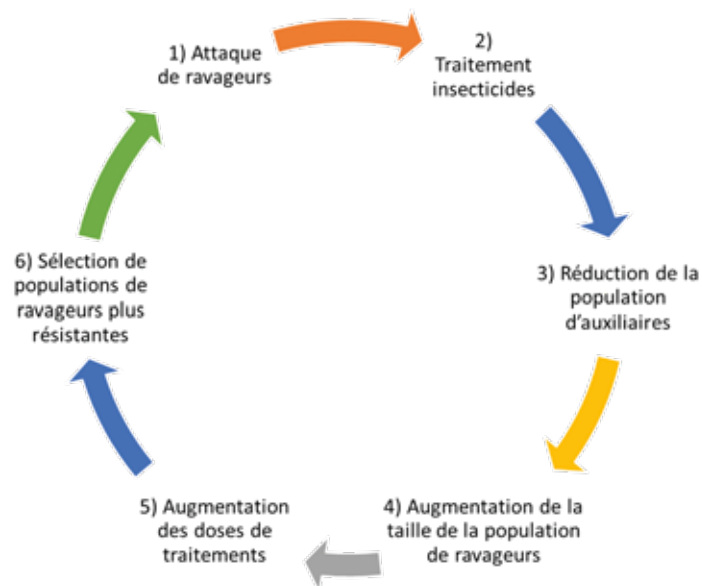 1) Attaque
de ravageurs
2)
Traitement
insecticides
3) Réduction de la
population
d'auxiliaires
4) Augmentation de la
taille de la population
de ravageurs
5) Augmentation
des doses de
traitements
6) Sélection de
populations de
ravageurs plus
résistantes